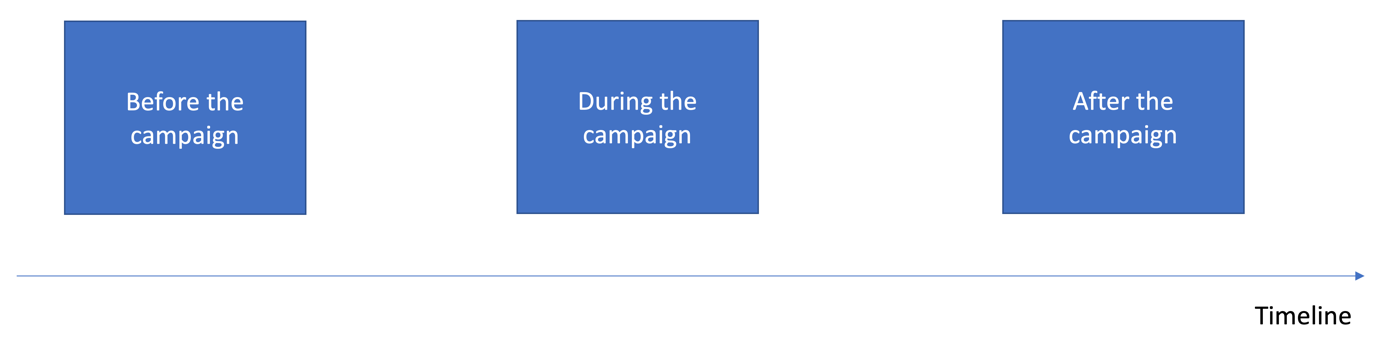 Before the
campaign
During the
campaign
After the
campaign
Timeline